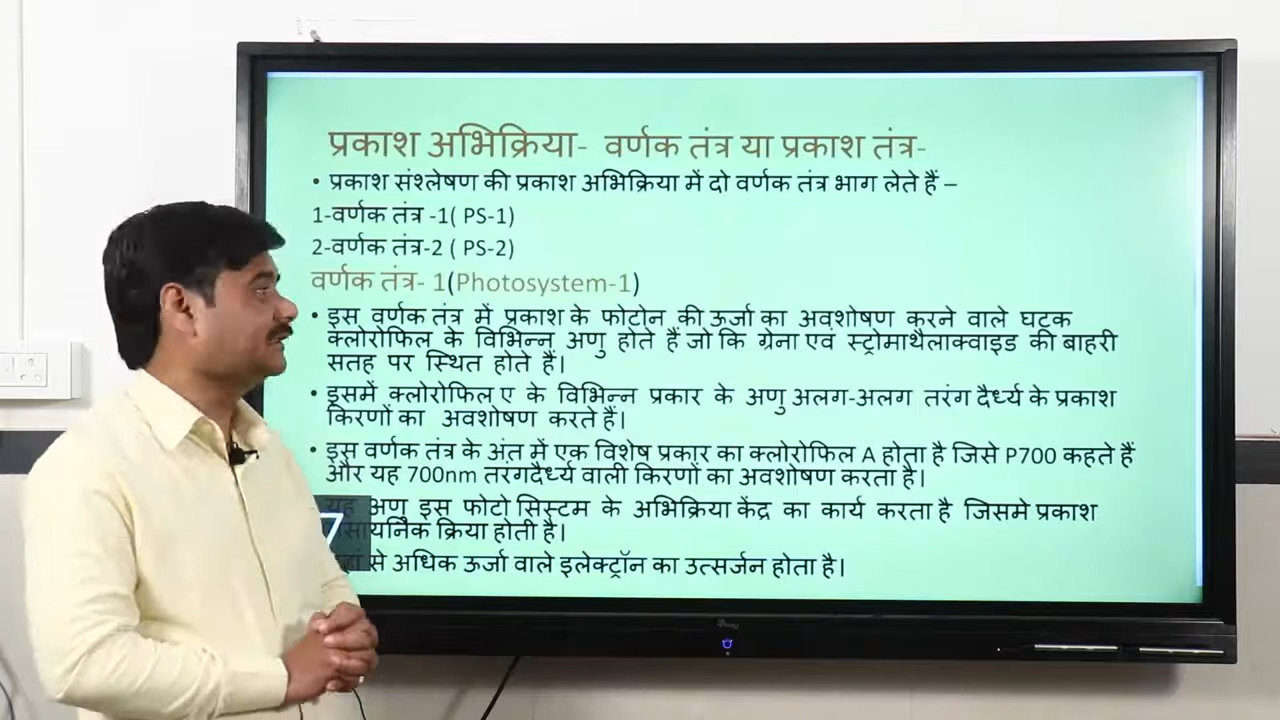 प्रकाश अभिक्रिया- वर्णक तंत्र या प्रकाश तंत्र-
• प्रकाश संश्लेषण की प्रकाश अभिक्रिया में दो वर्णक तंत्र भाग लेते हैं –
1-वर्णक तंत्र -1( PS-1)
2-वर्णक तंत्र-2 ( PS-2)
वर्णक तंत्र- 1(Photosystem-1)
• इस वर्णक तंत्र में प्रकाश के फोटोन की ऊर्जा का अवशोषण करने वाले घटक
क्लोरोफिल के विभिन्न अणु होते हैं जो कि ग्रेना एवं स्ट्रोमाथैलाक्वाइड की बाहरी
सतह पर स्थित होते हैं।
• इसमें क्लोरोफिल ए के विभिन्न प्रकार के अणु अलग-अलग तरंग दैर्ध्य के प्रकाश
किरणों का अवशोषण करते हैं।
• इस वर्णक तंत्र के अंत में एक विशेष प्रकार का क्लोरोफिल A होता है जिसे P700 कहते हैं
और यह 700nm तरंगदैर्ध्य वाली किरणों का अवशोषण करता है।
यह अणु इस फोटो सिस्टम के अभिक्रिया केंद्र का कार्य करता है जिसमे प्रकाश
क्रिया होती है।
से अधिक ऊर्जा वाले इलेक्ट्रॉन का उत्सर्जन होता है।
7